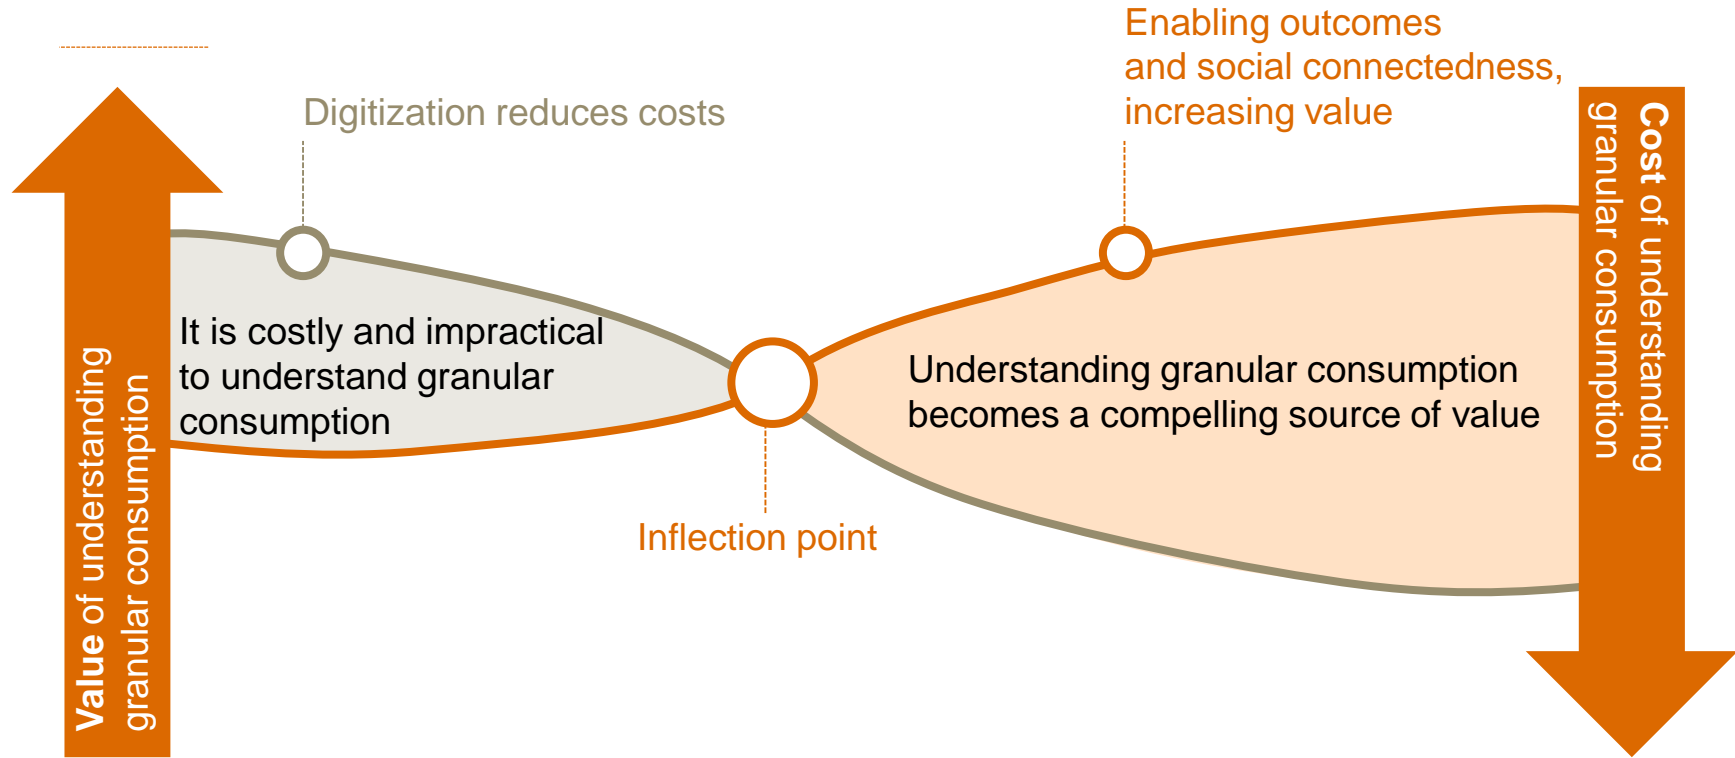 Enabling outcomes
and social connectedness,
increasing value
Digitization reduces costs
It is costly and impractical
to understand granular
consumption
Understanding granular consumption
becomes a compelling source of value
Inflection point
Value of understanding
granular consumption
Cost of understanding
granular consumption